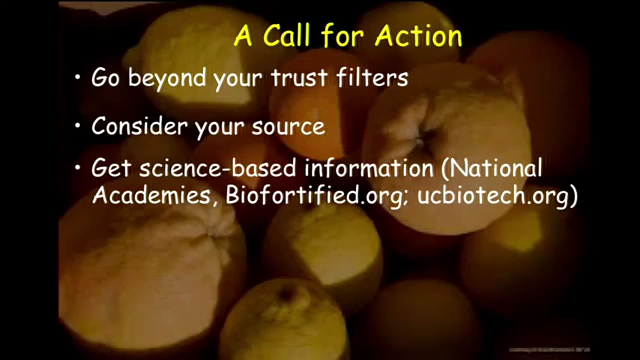 A Call for Action
• Go beyond your trust filters
• Consider your source
• Get science-based information (National
Academies, Biofortified.org; ucbiotech.org)